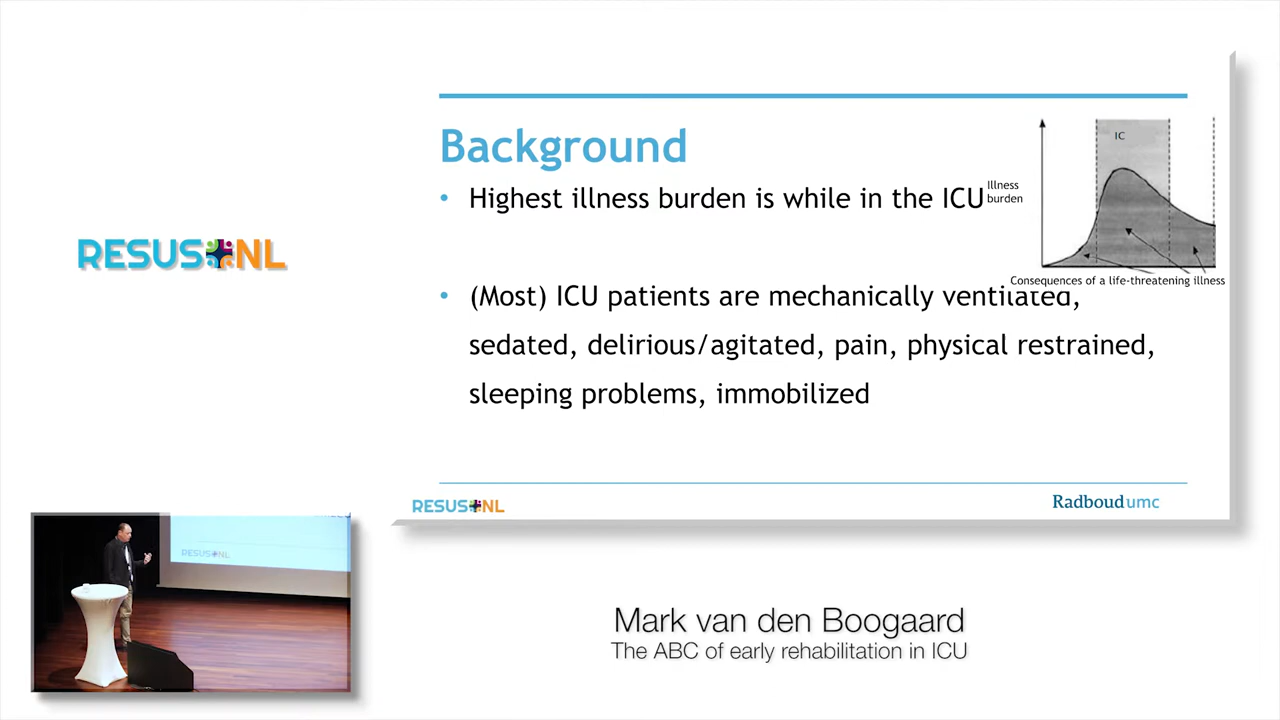 Background
IC
• Highest illness burden is while in the ICU
Illness
burden
Consequences of a life-threatening illness
• (Most) ICU patients are mechanically ventilated,
sedated, delirious/agitated, pain, physical restrained,
sleeping problems, immobilized
RESUS NL
RESUS NL
Radboudumc
RESUS NL
Mark van den Boogaard
The ABC of early rehabilitation in ICU